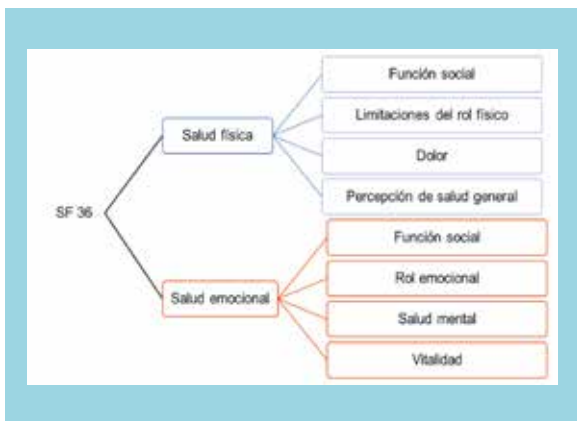 SF 36
Salud física
Función social
Limitaciones del rol físico
Dolor
Percepción de salud general
Salud emocional
Función social
Rol emocional
Salud mental
Vitalidad